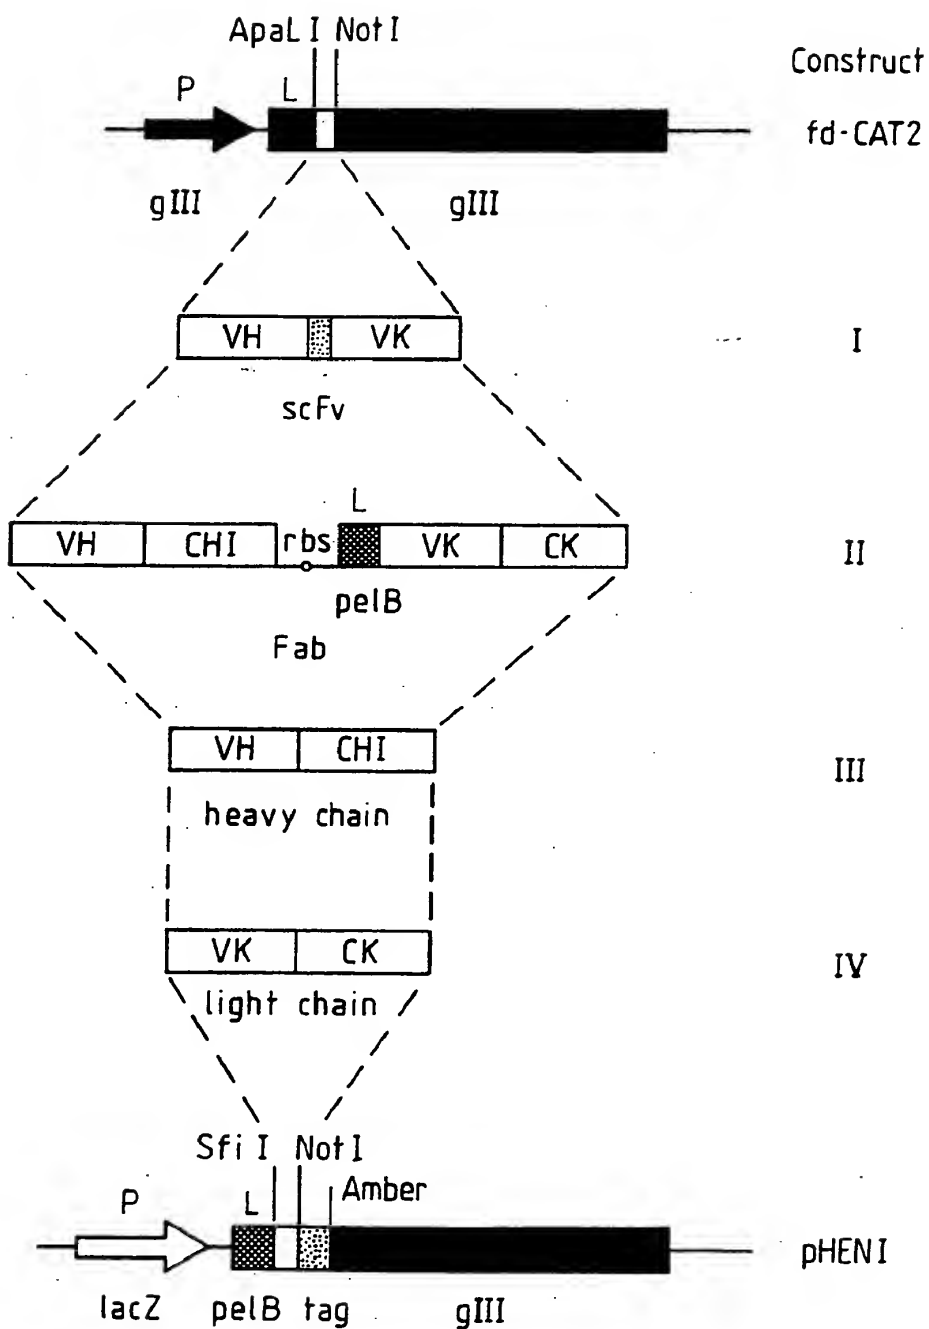 ApaL I Not I
Construct
P L
fd-CAT2
gIII gIII
VH VK I
scFv
L
VH CHI rbs VK CK II
pelB
Fab
VH CHI III
heavy chain
VK CK IV
light chain
Sfi I Not I
P L Amber
pHEN I
lacZ pelB tag gIII